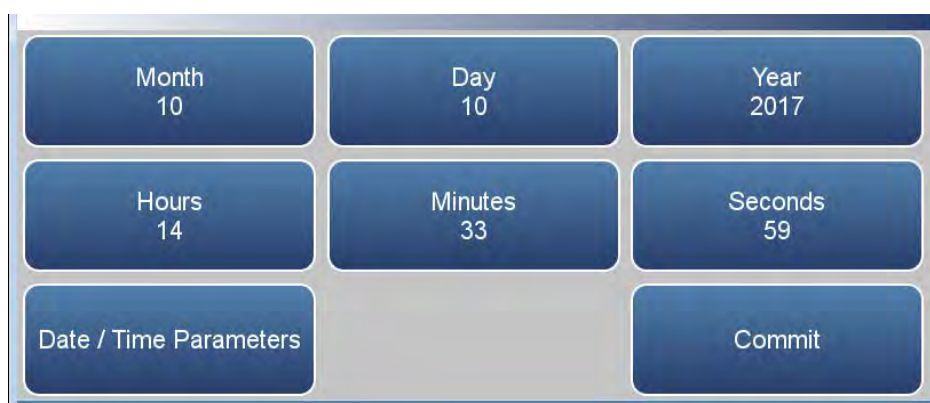 Month
10
Day
10
Year
2017
Hours
14
Minutes
33
Seconds
59
Date / Time Parameters
Commit